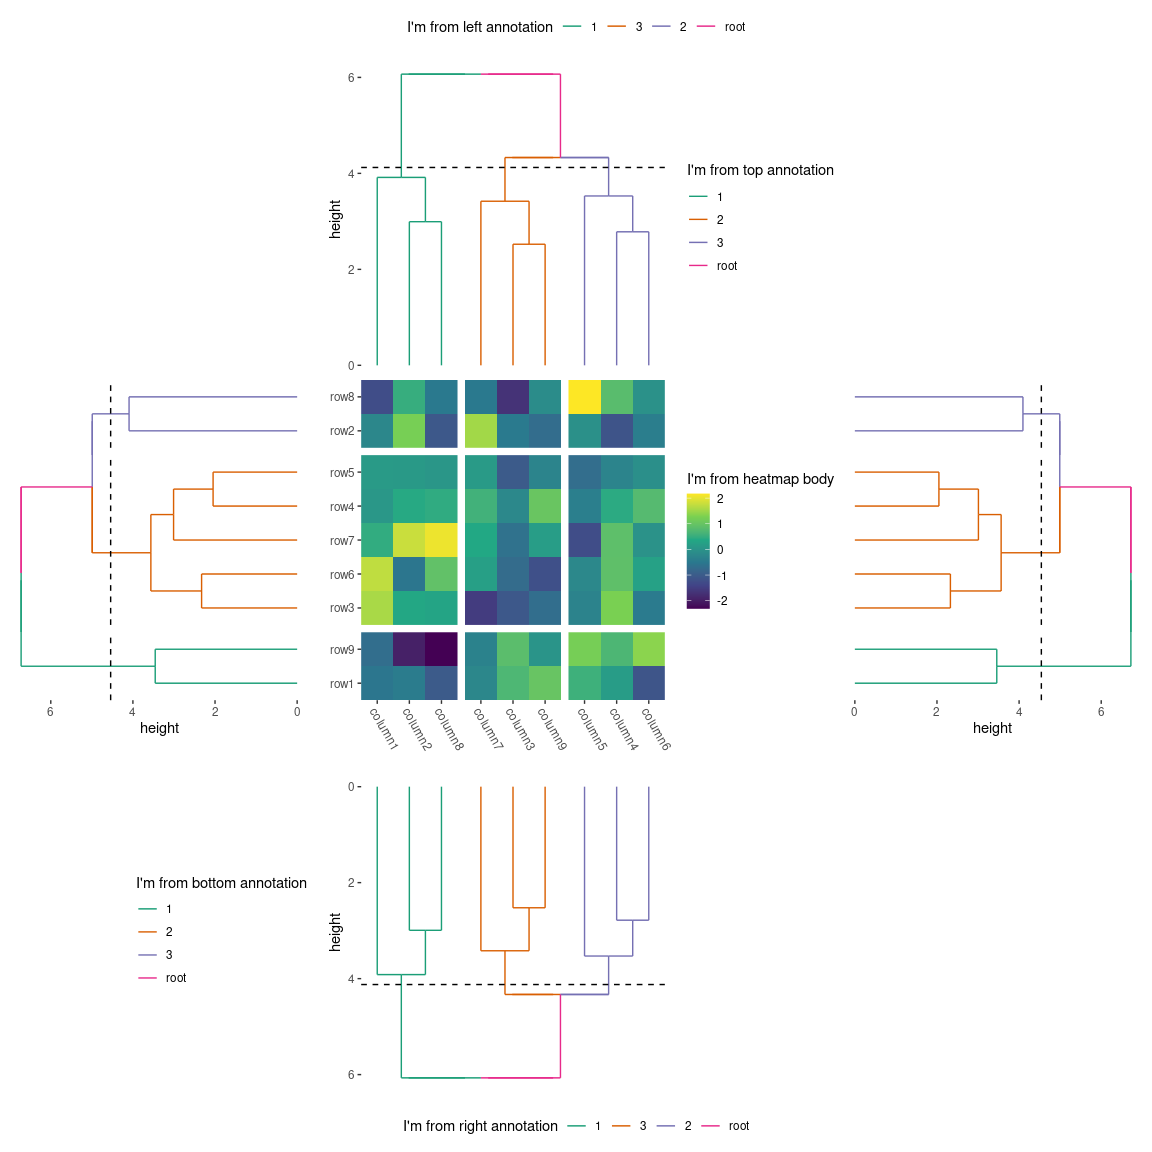 I'm from left annotation 1 3 2 root
6
4
2
0
height
I'm from top annotation
1
2
3
root
row8
row2
row5
row4
row7
row6
row3
row9
row1
I'm from heatmap body
2
1
0
-1
-2
6 4 2 0
height
column1 column2 column8 column7 column3 column9 column5 column4 column6
0 2 4 6
height
0
2
4
6
height
I'm from bottom annotation
1
2
3
root
I'm from right annotation 1 3 2 root